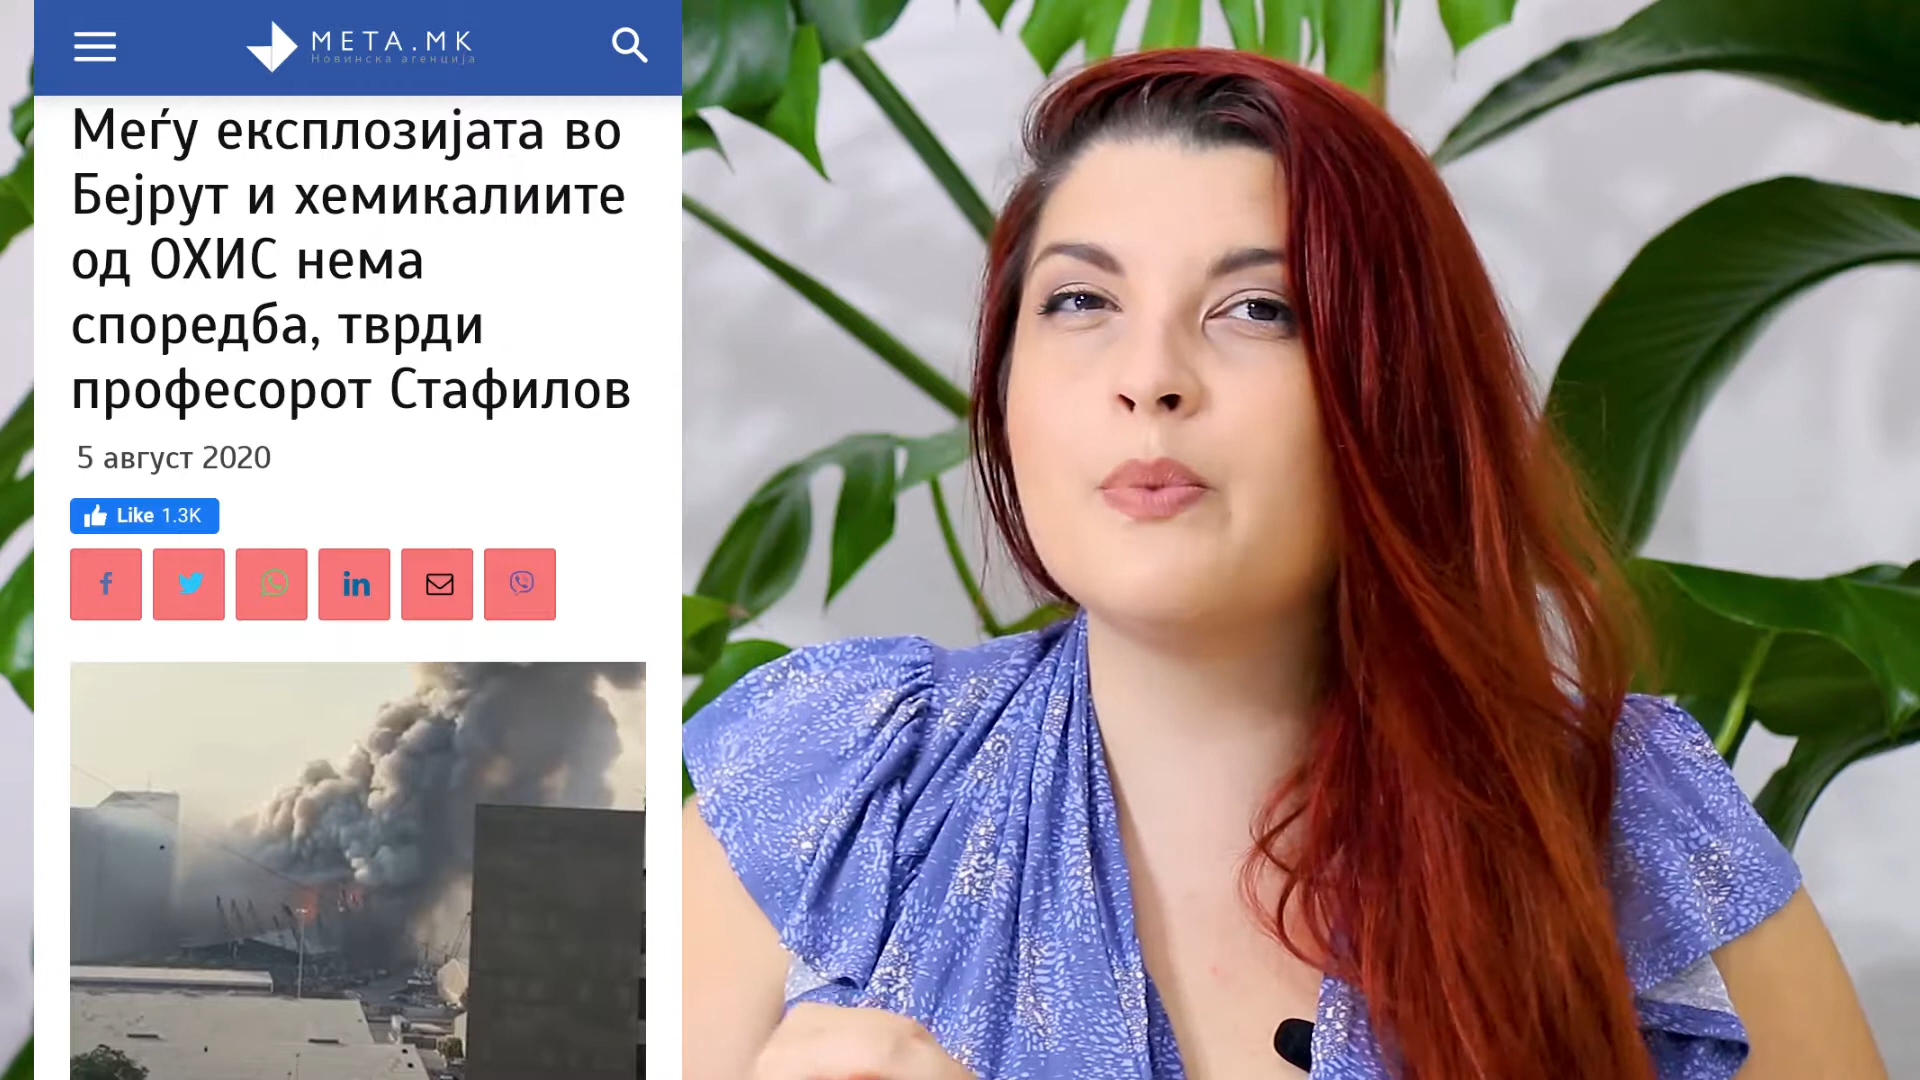 META.MK
Новинска агенција
Меѓу експлозијата во
Бејрут и хемикалиите
од ОХИС нема
споредба, тврди
професорот Стафилов
5 август 2020
Like 1.3K